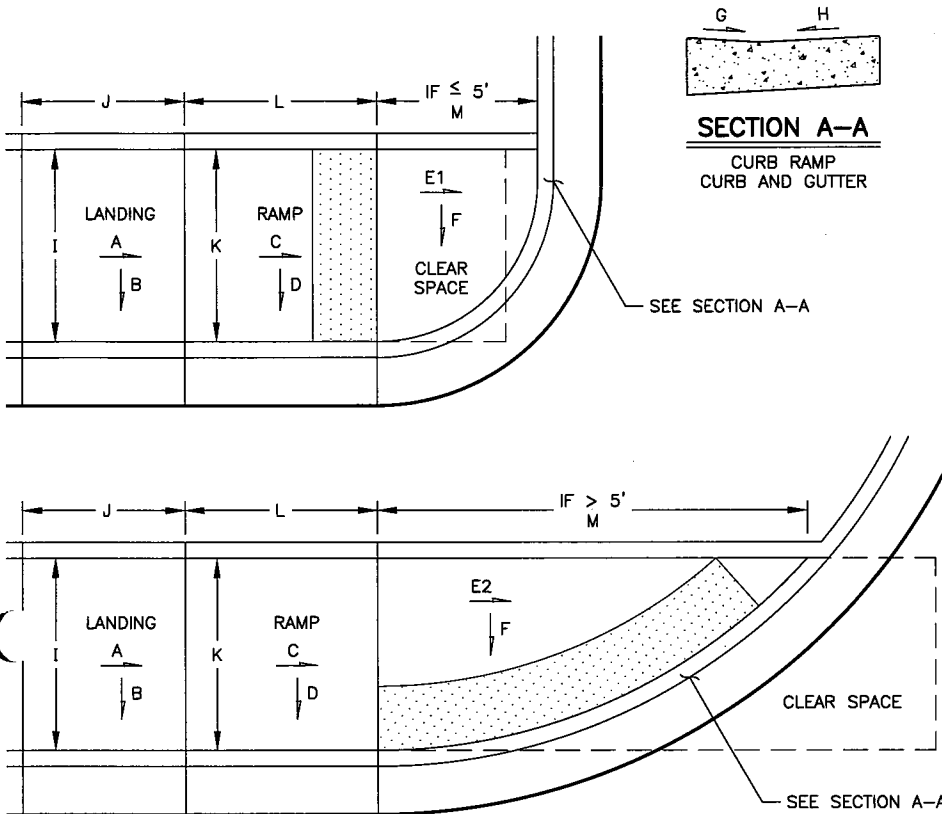 G H
SECTION A-A
CURB RAMP
CURB AND GUTTER
J L IF ≤ 5'
M
LANDING RAMP E1
I A K C F
B D CLEAR
SPACE
SEE SECTION A-A
J L IF > 5'
M
LANDING RAMP E2
I A K C F
B D
CLEAR SPACE
SEE SECTION A-A